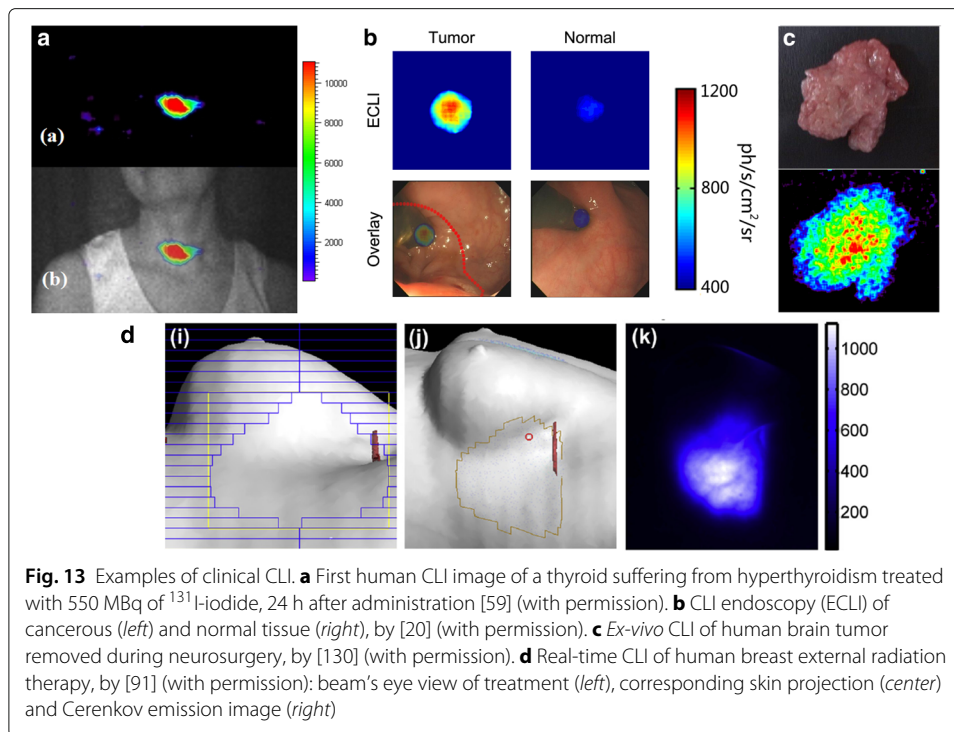 a
(a)
(b)
10000
8000
6000
4000
2000
b
Tumor
Normal
ECLI
Overlay
1200
800
400
ph/s/cm²/sr
c
d
(i)
(j)
(k)
1000
800
600
400
200
Fig. 13 Examples of clinical CLI. a First human CLI image of a thyroid suffering from hyperthyroidism treated
with 550 MBq of ¹³¹I-iodide, 24 h after administration [59] (with permission). b CLI endoscopy (ECLI) of
cancerous (left) and normal tissue (right), by [20] (with permission). c Ex-vivo CLI of human brain tumor
removed during neurosurgery, by [130] (with permission). d Real-time CLI of human breast external radiation
therapy, by [91] (with permission): beam's eye view of treatment (left), corresponding skin projection (center)
and Cerenkov emission image (right)